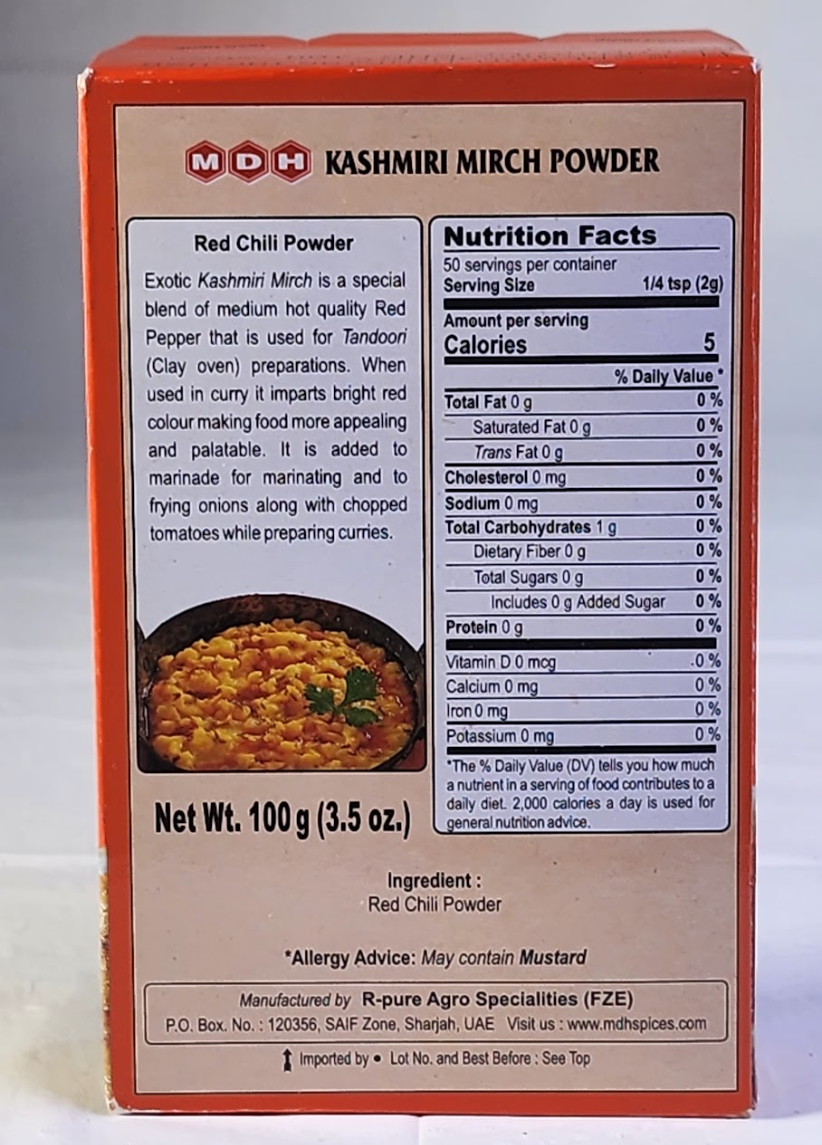 MDH KASHMIRI MIRCH POWDER
Red Chili Powder
Exotic Kashmiri Mirch is a special
blend of medium hot quality Red
Pepper that is used for Tandoori
(Clay oven) preparations. When
used in curry it imparts bright red
colour making food more appealing
and palatable. It is added to
marinade for marinating and to
frying onions along with chopped
tomatoes while preparing curries.
Net Wt. 100 g (3.5 oz.)
Nutrition Facts
50 servings per container
Serving Size 1/4 tsp (2g)
Amount per serving
Calories 5
% Daily Value *
Total Fat 0 g 0 %
Saturated Fat 0 g 0 %
Trans Fat 0 g 0 %
Cholesterol 0 mg 0 %
Sodium 0 mg 0 %
Total Carbohydrates 1 g 0 %
Dietary Fiber 0 g 0 %
Total Sugars 0 g 0 %
Includes 0 g Added Sugar 0 %
Protein 0 g 0 %
Vitamin D 0 mcg 0 %
Calcium 0 mg 0 %
Iron 0 mg 0 %
Potassium 0 mg 0 %
*The % Daily Value (DV) tells you how much
a nutrient in a serving of food contributes to a
daily diet. 2,000 calories a day is used for
general nutrition advice.
Ingredient :
Red Chili Powder
*Allergy Advice: May contain Mustard
Manufactured by R-pure Agro Specialities (FZE)
P.O. Box. No. : 120356, SAIF Zone, Sharjah, UAE Visit us : www.mdhspices.com
Imported by • Lot No. and Best Before : See Top